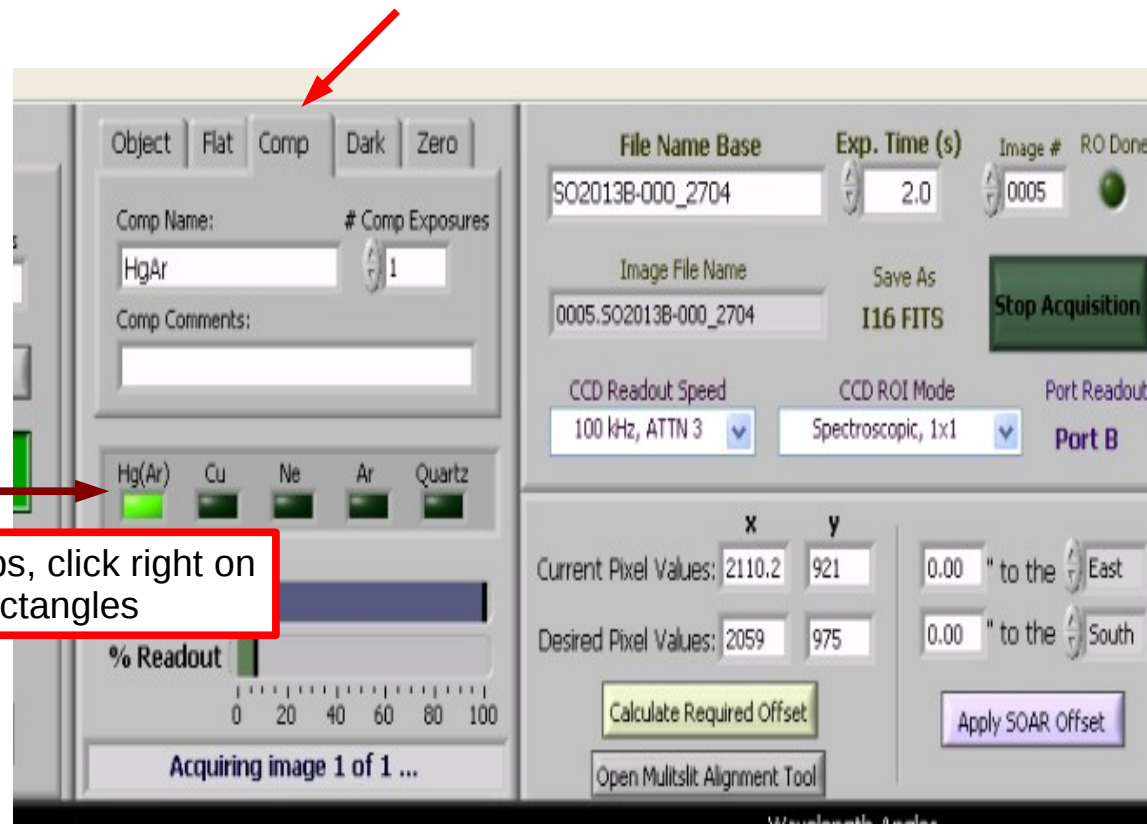 Object Flat Comp Dark Zero
Comp Name:
# Comp Exposures
HgAr
1
Comp Comments:
Hg(Ar) Cu Ne Ar Quartz
click right on
% Readout
0 20 40 60 80 100
Acquiring image 1 of 1 ...
File Name Base
Exp. Time (s)
Image #
RO Done
SO2013B-000_2704
2.0
0005
Image File Name
Save As
0005.SO2013B-000_2704
I16 FITS
Stop Acquisition
CCD Readout Speed
CCD ROI Mode
Port Readout
100 kHz, ATTN 3
Spectroscopic, 1x1
Port B
x y
Current Pixel Values: 2110.2 921
0.00 " to the East
Desired Pixel Values: 2059 975
0.00 " to the South
Calculate Required Offset
Apply SOAR Offset
Open Mulitslit Alignment Tool